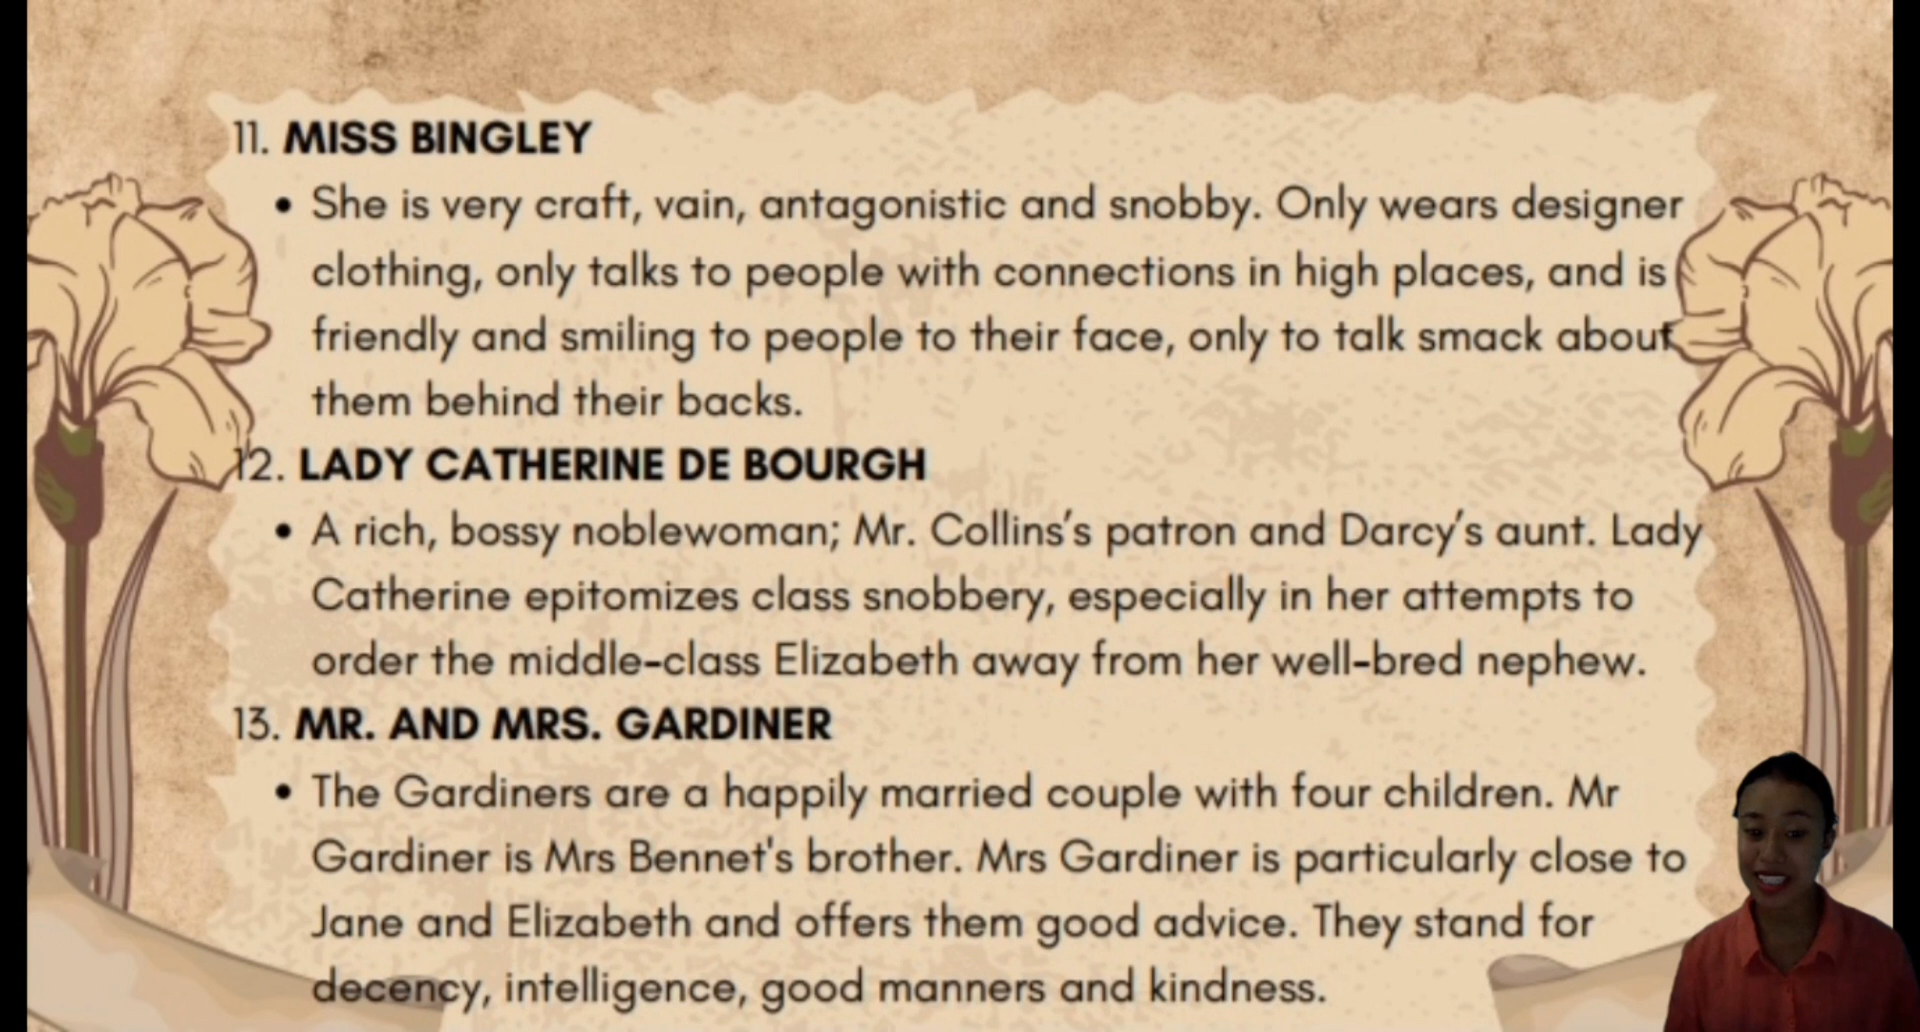 11. MISS BINGLEY
• She is very craft, vain, antagonistic and snobby. Only wears designer
clothing, only talks to people with connections in high places, and is
friendly and smiling to people to their face, only to talk smack about
them behind their backs.
12. LADY CATHERINE DE BOURGH
• A rich, bossy noblewoman; Mr. Collins’s patron and Darcy’s aunt. Lady
Catherine epitomizes class snobbery, especially in her attempts to
order the middle-class Elizabeth away from her well-bred nephew.
13. MR. AND MRS. GARDINER
• The Gardiners are a happily married couple with four children. Mr
Gardiner is Mrs Bennet's brother. Mrs Gardiner is particularly close to
Jane and Elizabeth and offers them good advice. They stand for
decency, intelligence, good manners and kindness.